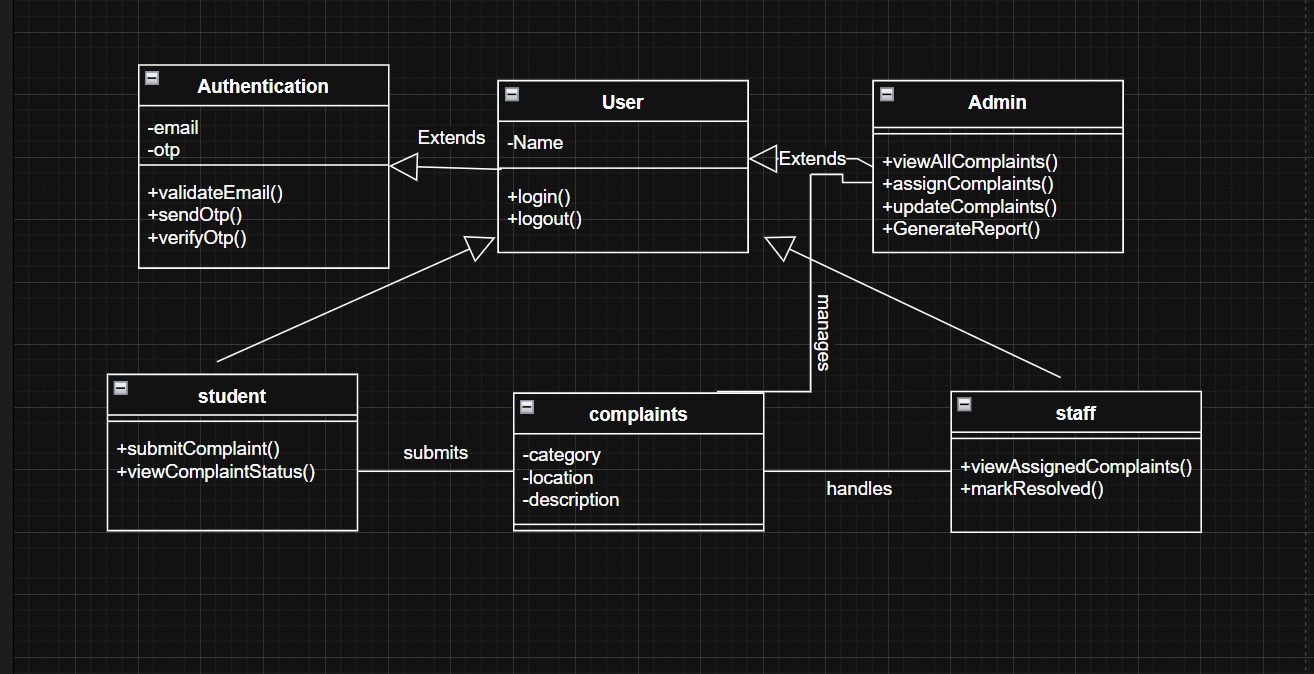 Authentication
-email
-otp
+validateEmail()
+sendOtp()
+verifyOtp()
Extends
User
-Name
+login()
+logout()
Extends
Admin
+viewAllComplaints()
+assignComplaints()
+updateComplaints()
+GenerateReport()
manages
student
+submitComplaint()
+viewComplaintStatus()
submits
complaints
-category
-location
-description
handles
staff
+viewAssignedComplaints()
+markResolved()